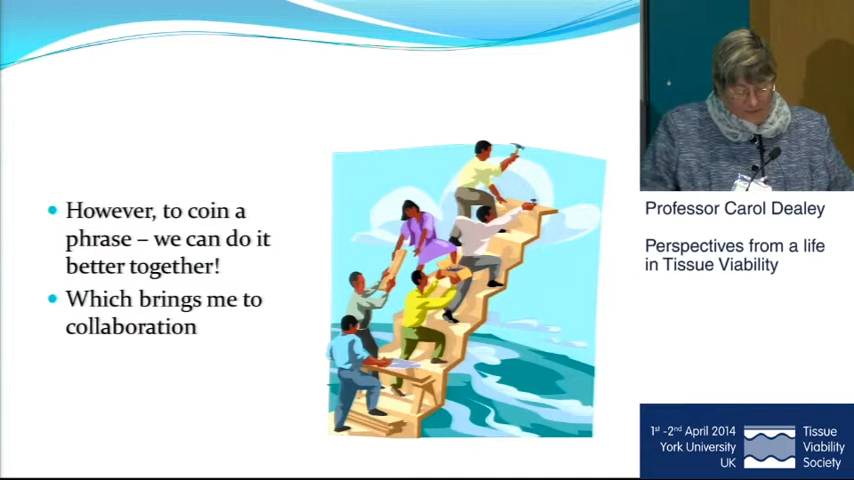 However, to coin a
phrase – we can do it
better together!
Which brings me to
collaboration
Professor Carol Dealey
Perspectives from a life
in Tissue Viability
1st -2nd April 2014
York University
UK
Tissue
Viability
Society